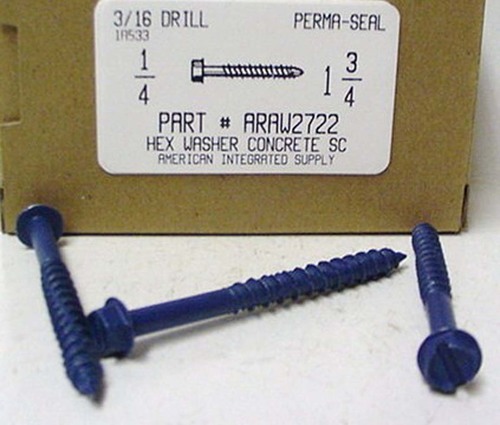 3/16 DRILL PERMA-SEAL
1A533
1/4 1 3/4
PART # ARAW2722
HEX WASHER CONCRETE SC
AMERICAN INTEGRATED SUPPLY